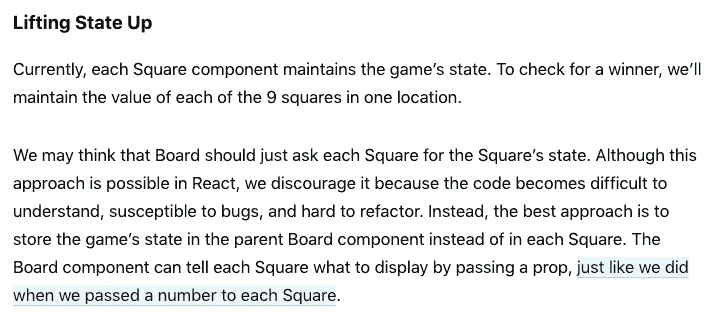 Lifting State Up
Currently, each Square component maintains the game's state. To check for a winner, we'll
maintain the value of each of the 9 squares in one location.
We may think that Board should just ask each Square for the Square's state. Although this
approach is possible in React, we discourage it because the code becomes difficult to
understand, susceptible to bugs, and hard to refactor. Instead, the best approach is to
store the game's state in the parent Board component instead of in each Square. The
Board component can tell each Square what to display by passing a prop, just like we did
when we passed a number to each Square.